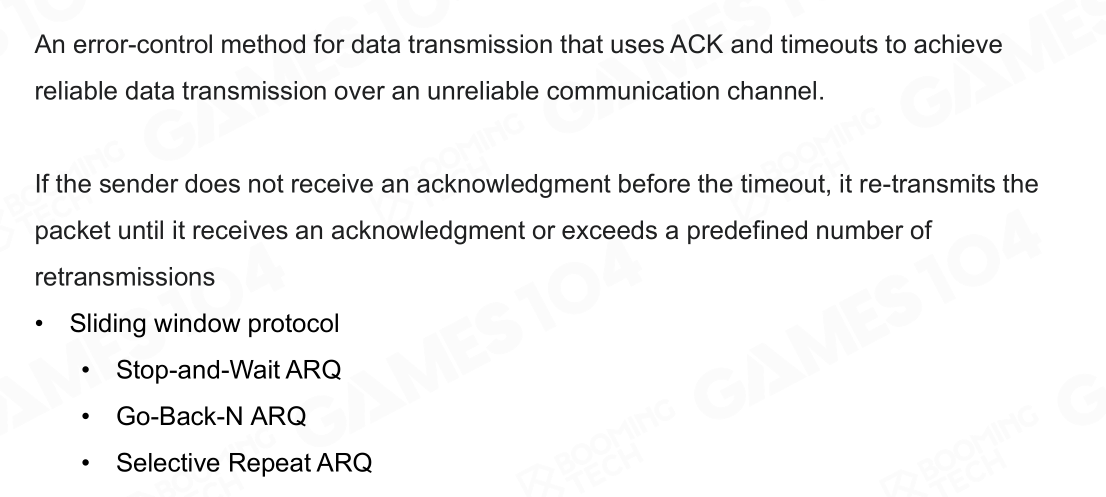 An error-control method for data transmission that uses ACK and timeouts to achieve
reliable data transmission over an unreliable communication channel.
If the sender does not receive an acknowledgment before the timeout, it re-transmits the
packet until it receives an acknowledgment or exceeds a predefined number of
retransmissions
• Sliding window protocol
• Stop-and-Wait ARQ
• Go-Back-N ARQ
• Selective Repeat ARQ
GAMES104
BOOMING
TECH